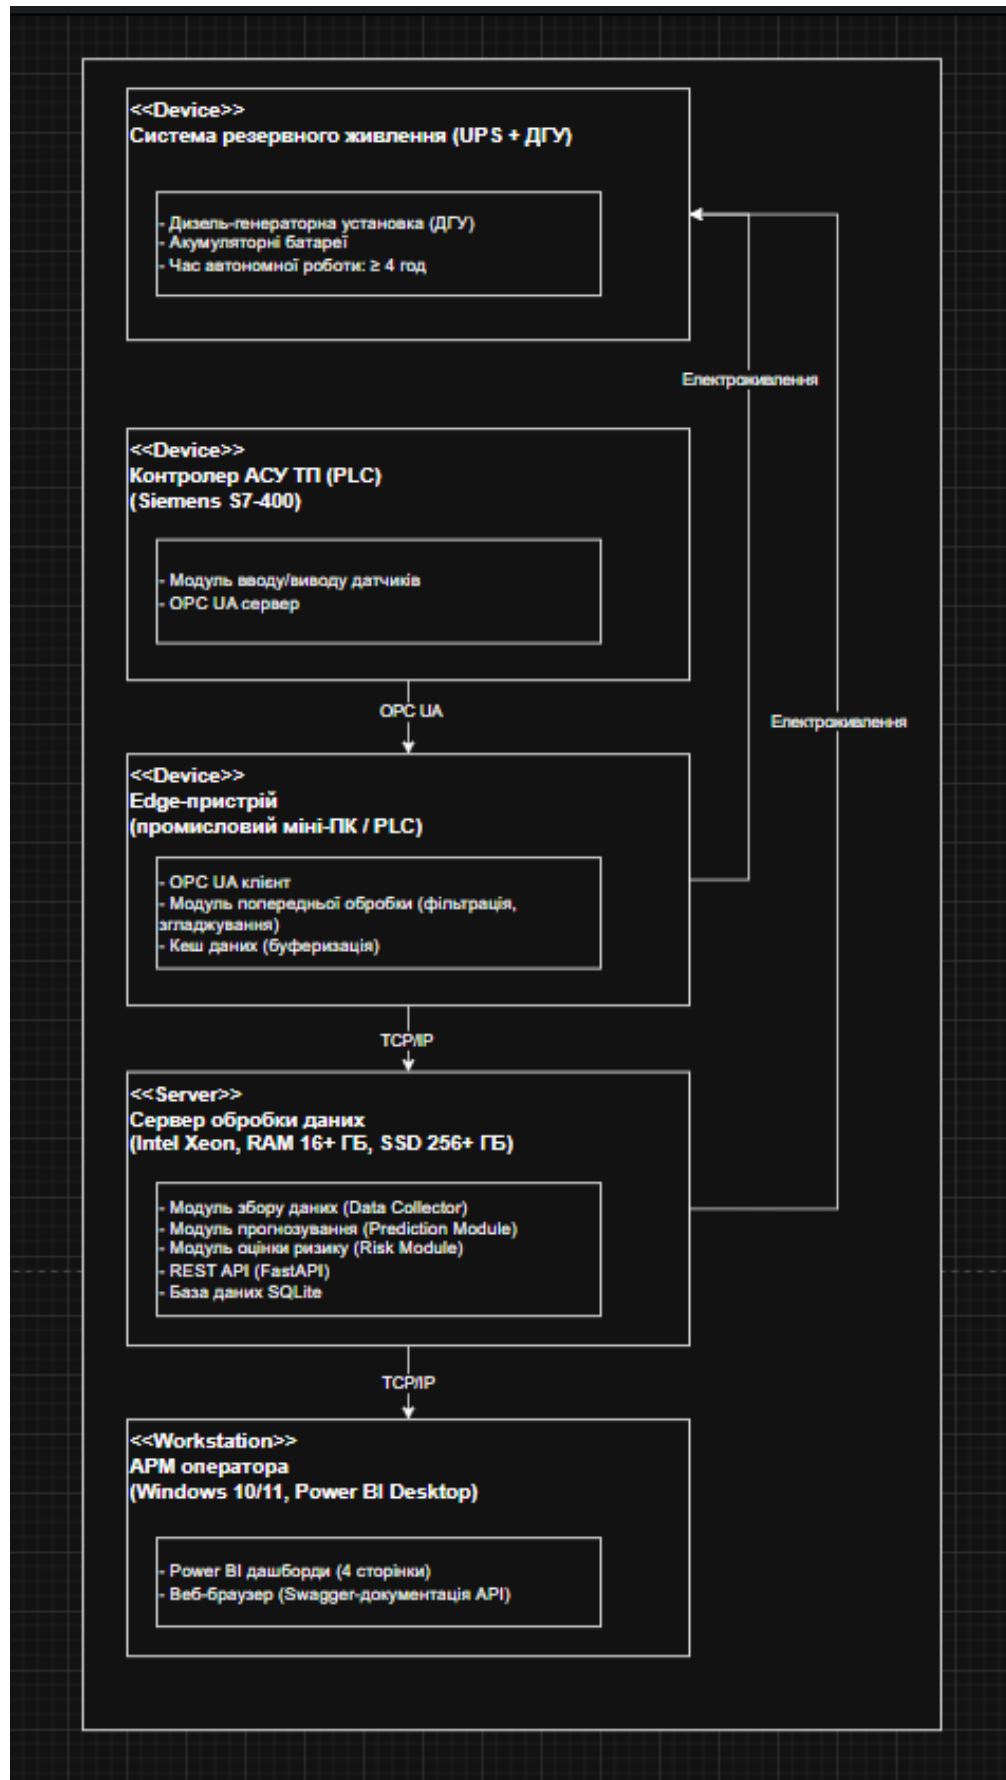 <<Device>>
Система резервного живлення (UPS + ДГУ)
- Дизель-генераторна установка (ДГУ)
- Акумуляторні батареї
- Час автономної роботи: ≥ 4 год
Електроживлення
<<Device>>
Контролер АСУ ТП (PLC)
(Siemens S7-400)
- Модуль вводу/виводу датчиків
- OPC UA сервер
OPC UA
Електроживлення
<<Device>>
Edge-пристрій
(промисловий міні-ПК / PLC)
- OPC UA клієнт
- Модуль попередньої обробки (фільтрація,
згладжування)
- Кеш даних (буферизація)
TCP/IP
<<Server>>
Сервер обробки даних
(Intel Xeon, RAM 16+ ГБ, SSD 256+ ГБ)
- Модуль збору даних (Data Collector)
- Модуль прогнозування (Prediction Module)
- Модуль оцінки ризику (Risk Module)
- REST API (FastAPI)
- База даних SQLite
TCP/IP
<<Workstation>>
АРМ оператора
(Windows 10/11, Power BI Desktop)
- Power BI дашборди (4 сторінки)
- Веб-браузер (Swagger-документація API)